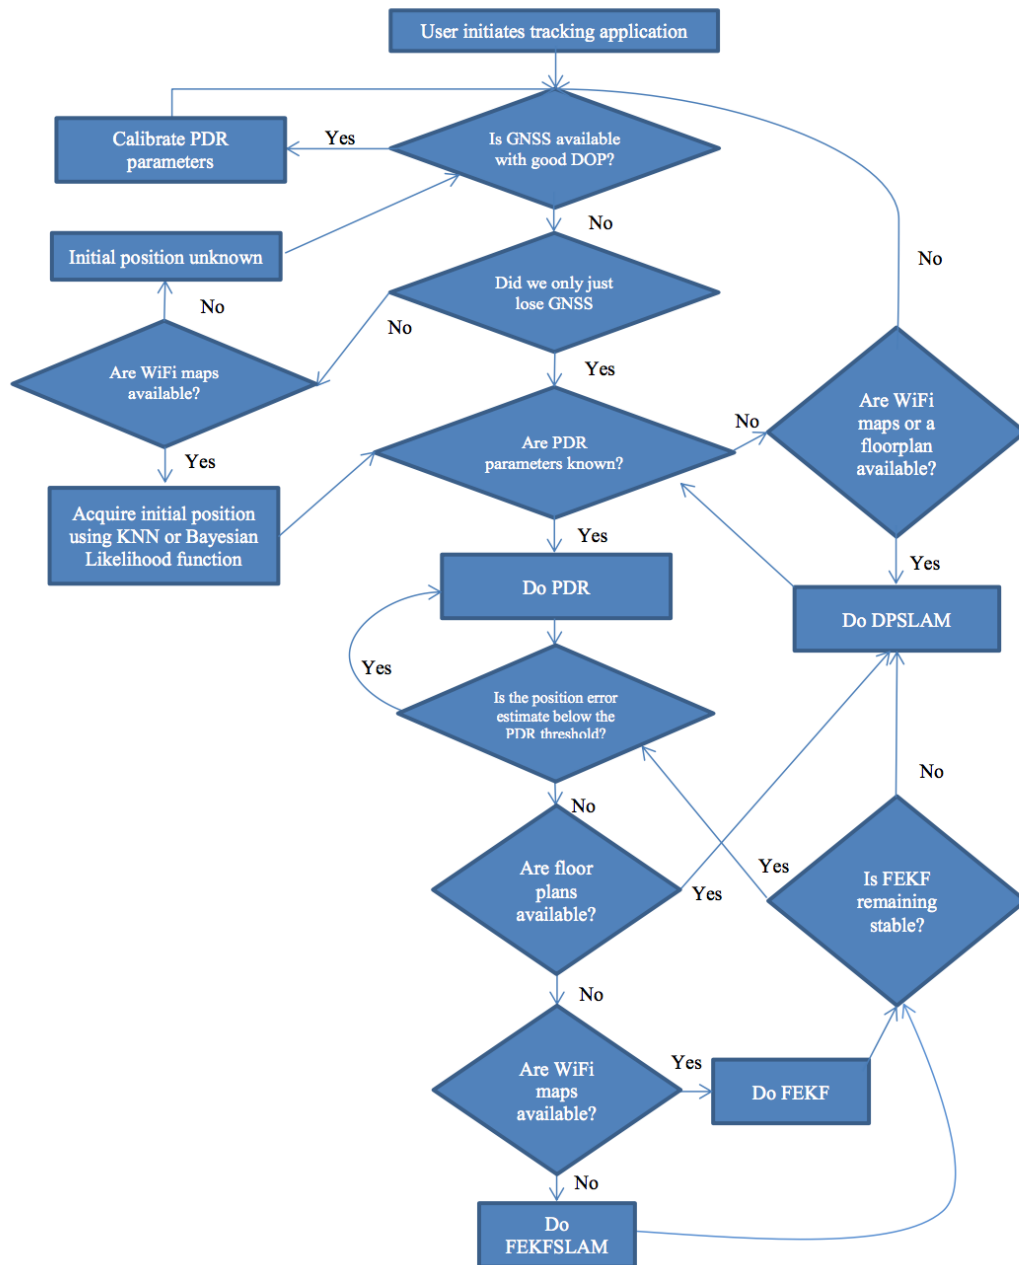 User initiates tracking application
Calibrate PDR
parameters
Yes
Is GNSS available
with good DOP?
No
Initial position unknown
Did we only just
lose GNSS
No
No
No
Are WiFi maps
available?
Yes
Are WiFi
maps or a
floorplan
available?
No
Are PDR
parameters known?
Yes
Acquire initial position
using KNN or Bayesian
Likelihood function
Yes
Yes
Do PDR
Do DPSLAM
Yes
Is the position error
estimate below the
PDR threshold?
No
No
Are floor
plans
available?
Yes
Yes
Is FEKF
remaining
stable?
No
Are WiFi
maps
available?
Yes
Do FEKF
No
Do
FEKFSLAM